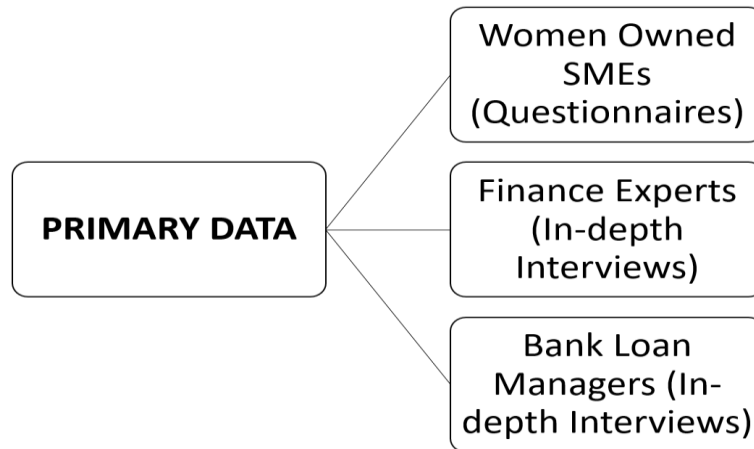 PRIMARY DATA
Women Owned
SMEs
(Questionnaires)
Finance Experts
(In-depth
Interviews)
Bank Loan
Managers (In-
depth Interviews)